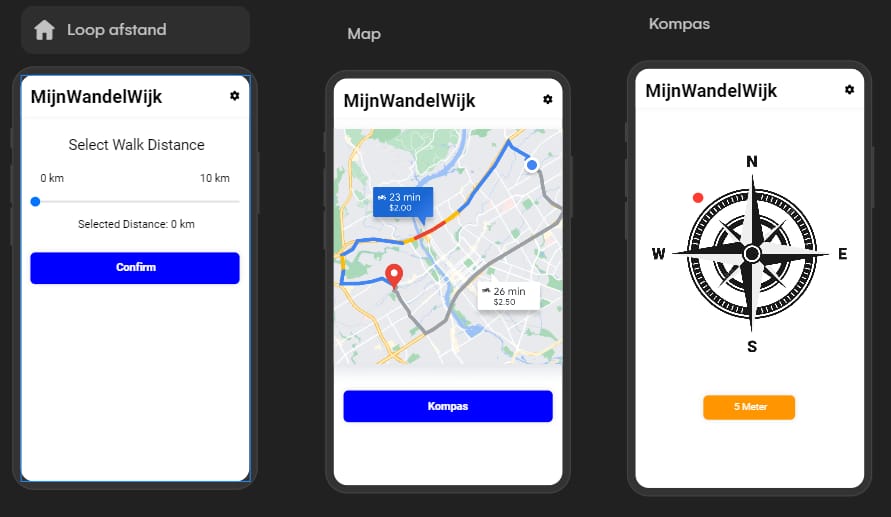 Loop afstand
MijnWandelWijk
Select Walk Distance
0 km 10 km
Selected Distance: 0 km
Confirm
Map
MijnWandelWijk
23 min
$2.00
26 min
$2.50
Kompas
Kompas
MijnWandelWijk
N
W E
S
5 Meter